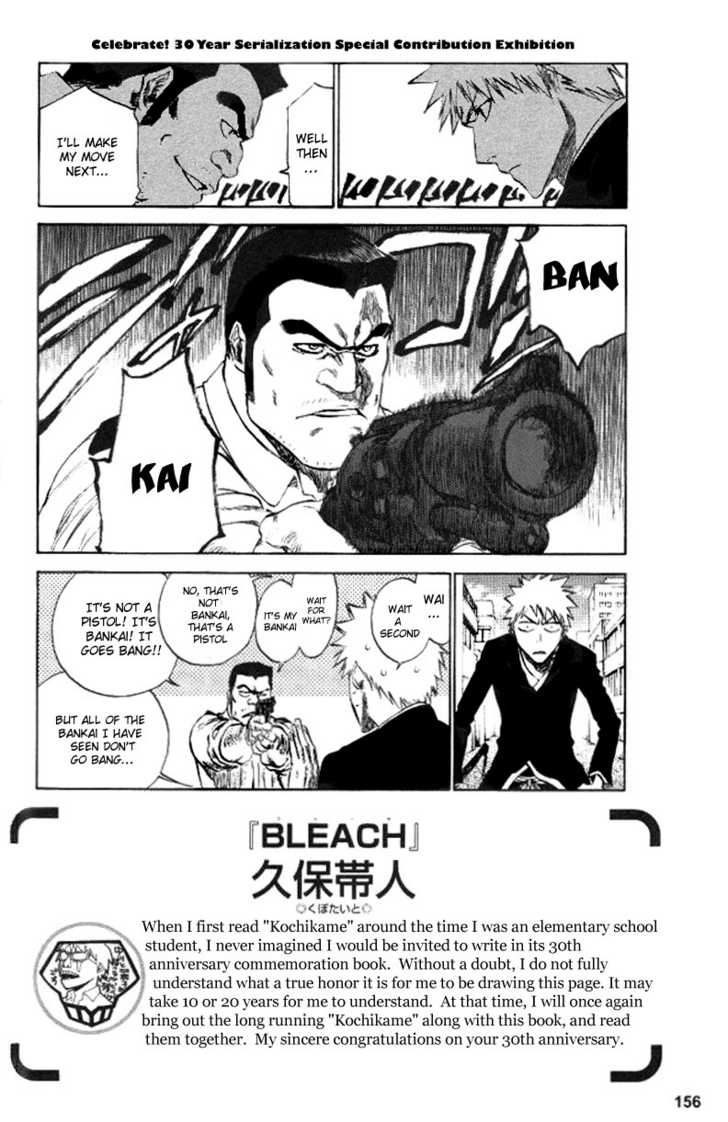 Celebrate! 30 Year Serialization Special Contribution Exhibition
WELL
THEN
...
I'LL MAKE
MY MOVE
NEXT...
BAN
KAI
WAI
...
WAIT
A
SECOND
WAIT
FOR
WHAT?
IT'S MY
BANKAI
NO, THAT'S
NOT
BANKAI,
THAT'S A
PISTOL
IT'S NOT A
PISTOL! IT'S
BANKAI! IT
GOES BANG!!
BUT ALL OF THE
BANKAI I HAVE
SEEN DON'T
GO BANG...
『BLEACH』
久保帯人
くぼたいと
When I first read "Kochikame" around the time I was an elementary school
student, I never imagined I would be invited to write in its 30th
anniversary commemoration book. Without a doubt, I do not fully
understand what a true honor it is for me to be drawing this page. It may
take 10 or 20 years for me to understand. At that time, I will once again
bring out the long running "Kochikame" along with this book, and read
them together. My sincere congratulations on your 30th anniversary.
156